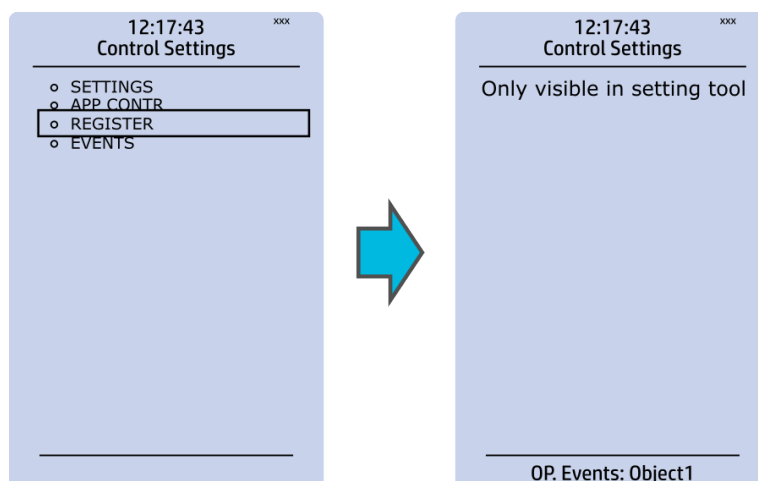 12:17:43 xxx
Control Settings
SETTINGS
APP CONTR
REGISTER
EVENTS
12:17:43 xxx
Control Settings
Only visible in setting tool
OP. Events: Object1